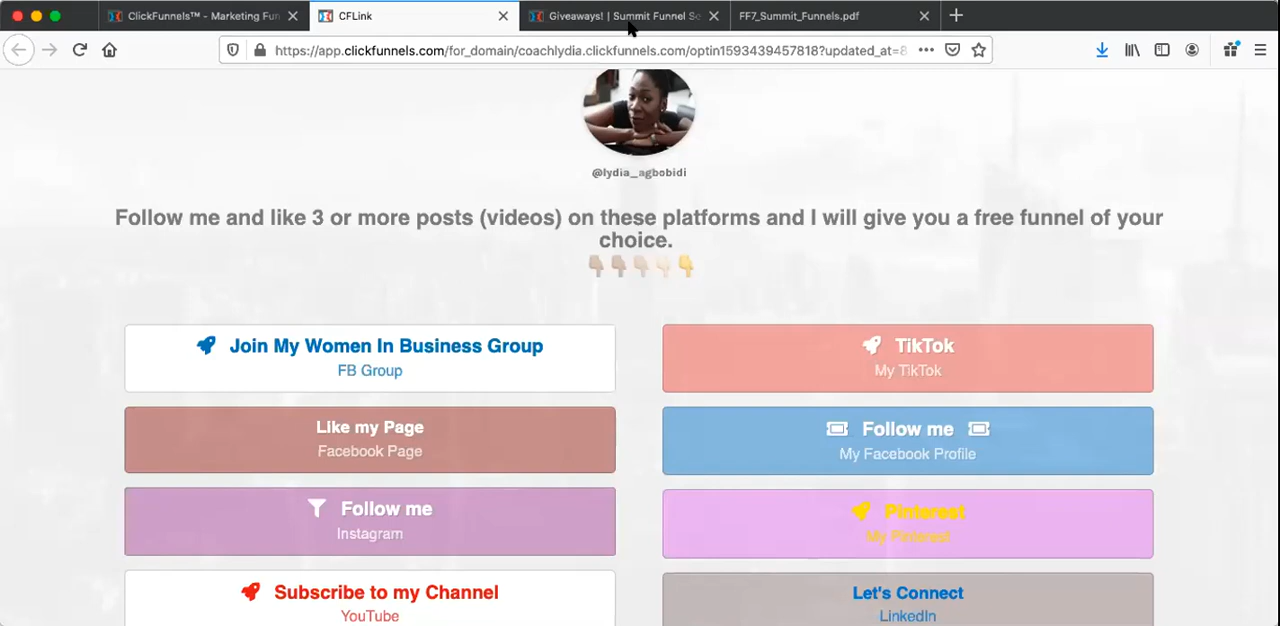 ClickFunnels™ - Marketing Fun
CFLink
Giveaways! | Summit Funnel Se
FF7_Summit_Funnels.pdf
https://app.clickfunnels.com/for_domain/coachlydia.clickfunnels.com/optin1593439457818?updated_at=8
@lydia_agbobidi
Follow me and like 3 or more posts (videos) on these platforms and I will give you a free funnel of your
choice.
Join My Women In Business Group
FB Group
TikTok
My TikTok
Like my Page
Facebook Page
Follow me
My Facebook Profile
Follow me
Instagram
Pinterest
My Pinterest
Subscribe to my Channel
YouTube
Let's Connect
LinkedIn